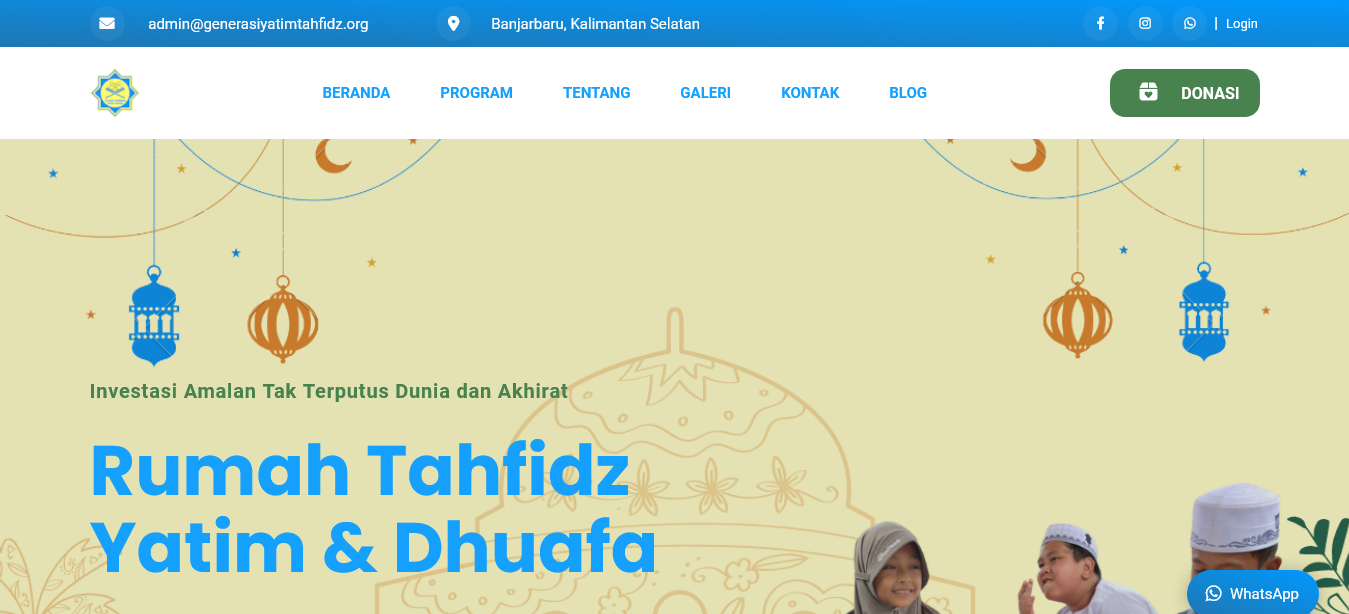 admin@generasiyatimtahfidz.org
Banjarbaru, Kalimantan Selatan
| Login
BERANDA
PROGRAM
TENTANG
GALERI
KONTAK
BLOG
DONASI
Investasi Amalan Tak Terputus Dunia dan Akhirat
Rumah Tahfidz
Yatim & Dhuafa
WhatsApp